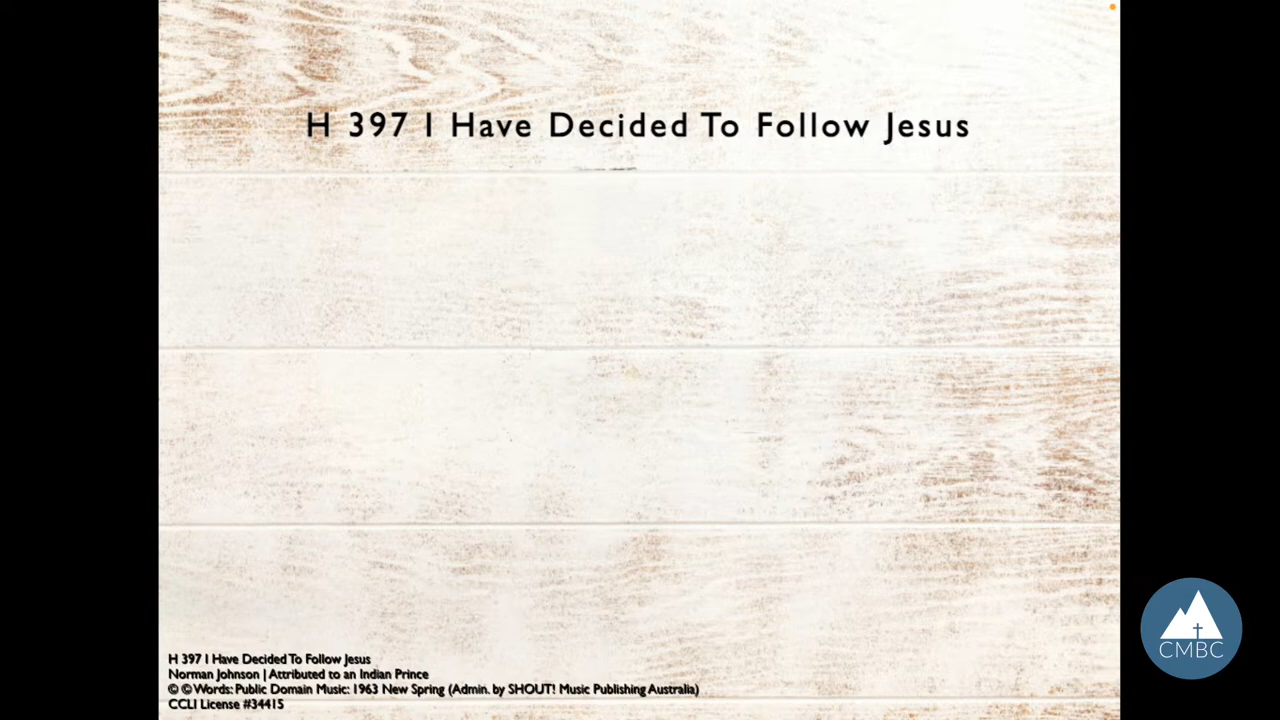 H 397 I Have Decided To Follow Jesus
H 397 I Have Decided To Follow Jesus
Norman Johnson | Attributed to an Indian Prince
© © Words: Public Domain Music: 1963 New Spring (Admin. by SHOUT! Music Publishing Australia)
CCLI License #34415
CMBC